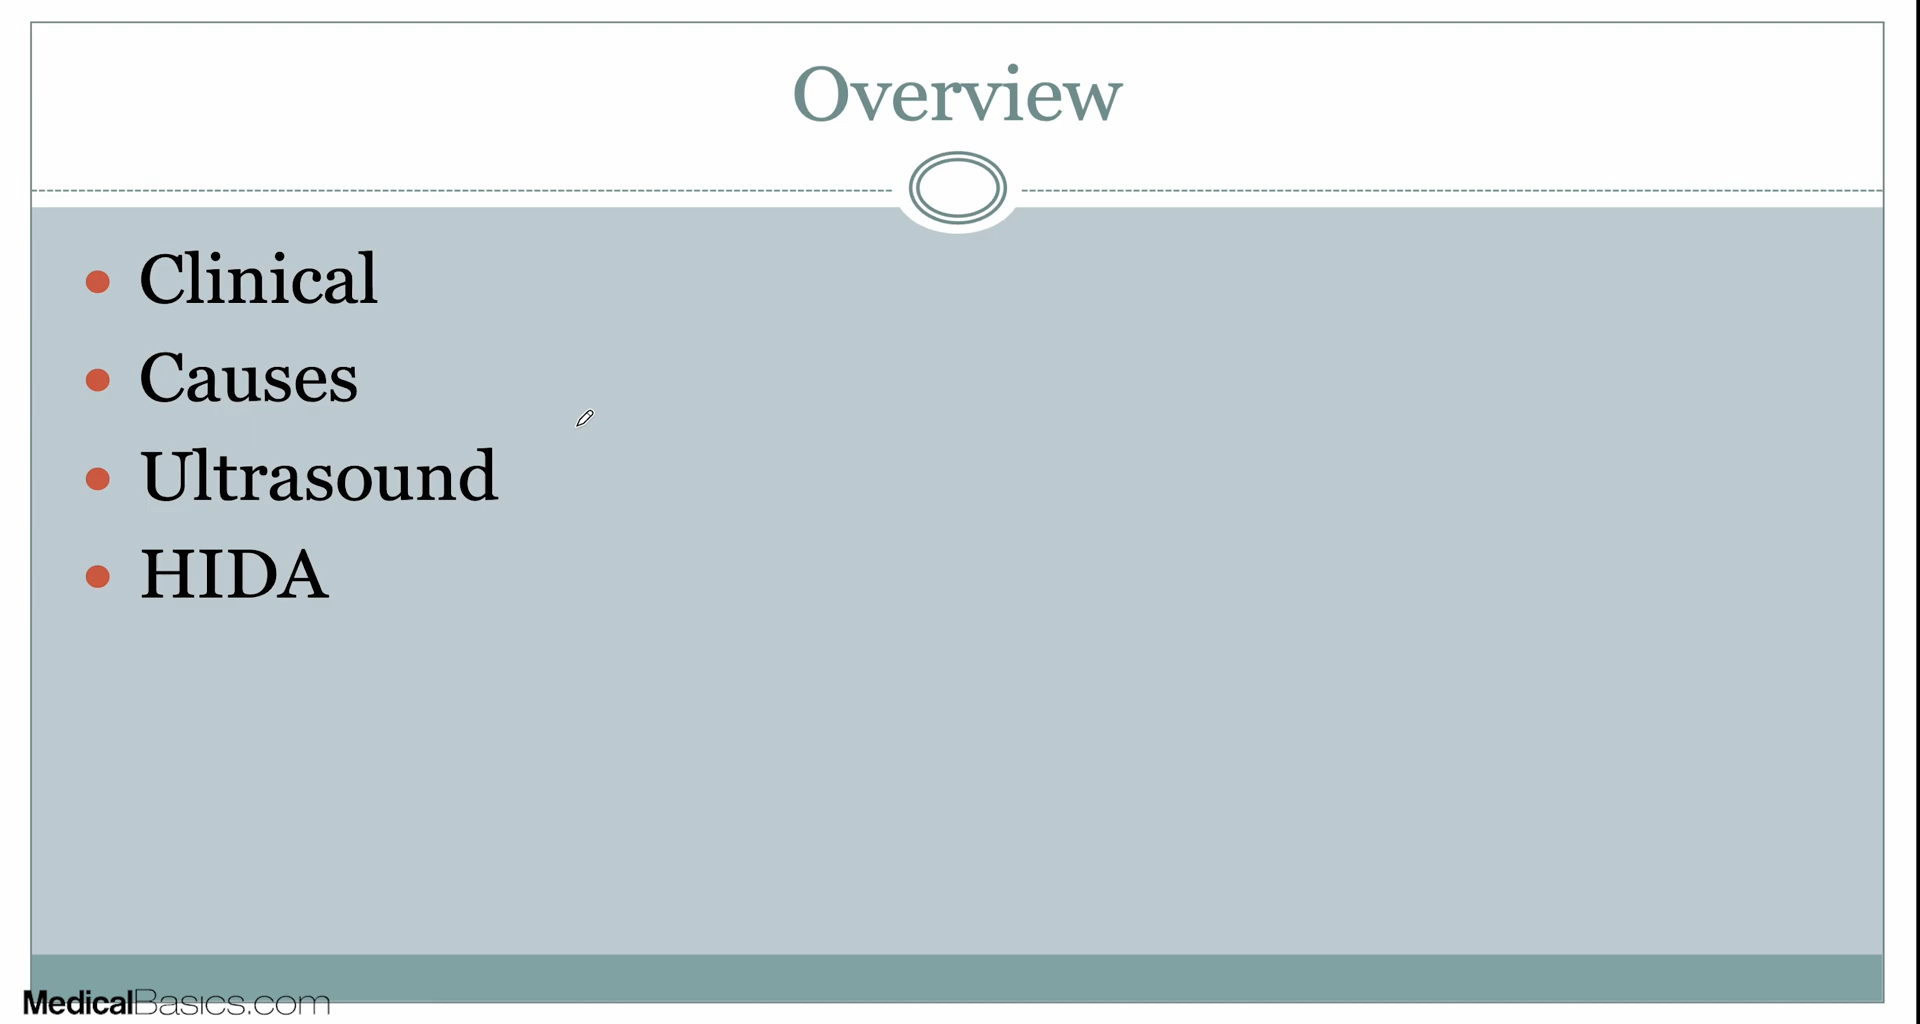 Overview
Clinical
Causes
Ultrasound
HIDA
MedicalBasics.com